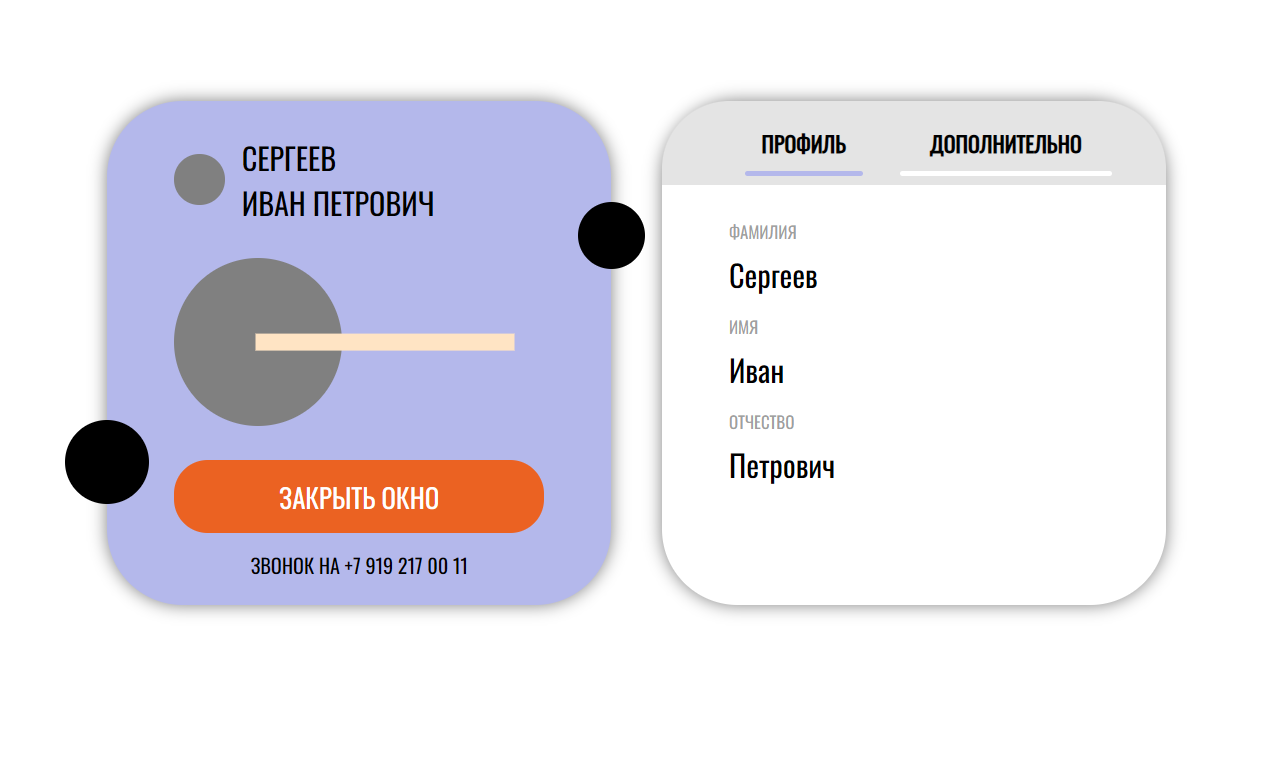 СЕРГЕЕВ
ИВАН ПЕТРОВИЧ
ЗАКРЫТЬ ОКНО
ЗВОНОК НА +7 919 217 00 11
ПРОФИЛЬ
ДОПОЛНИТЕЛЬНО
ФАМИЛИЯ
Сергеев
ИМЯ
Иван
ОТЧЕСТВО
Петрович